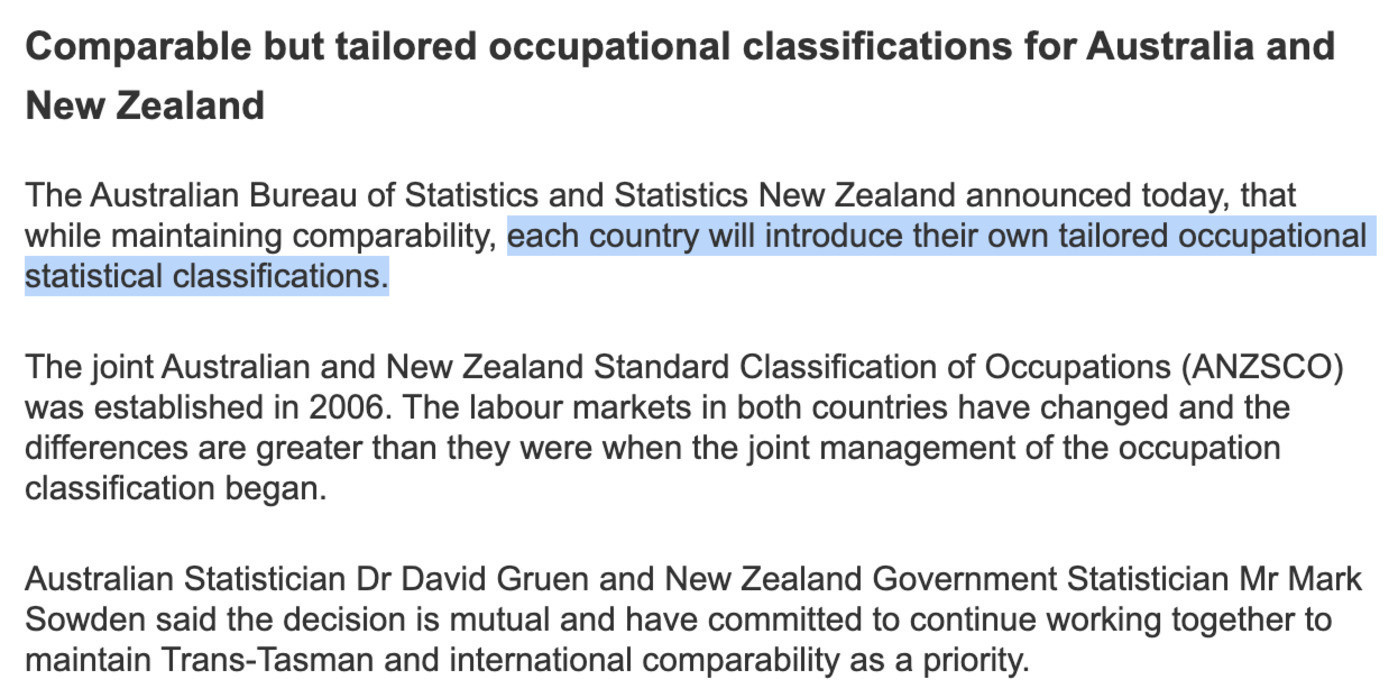 Comparable but tailored occupational classifications for Australia and
New Zealand
The Australian Bureau of Statistics and Statistics New Zealand announced today, that
while maintaining comparability, each country will introduce their own tailored occupational
statistical classifications.
The joint Australian and New Zealand Standard Classification of Occupations (ANZSCO)
was established in 2006. The labour markets in both countries have changed and the
differences are greater than they were when the joint management of the occupation
classification began.
Australian Statistician Dr David Gruen and New Zealand Government Statistician Mr Mark
Sowden said the decision is mutual and have committed to continue working together to
maintain Trans-Tasman and international comparability as a priority.